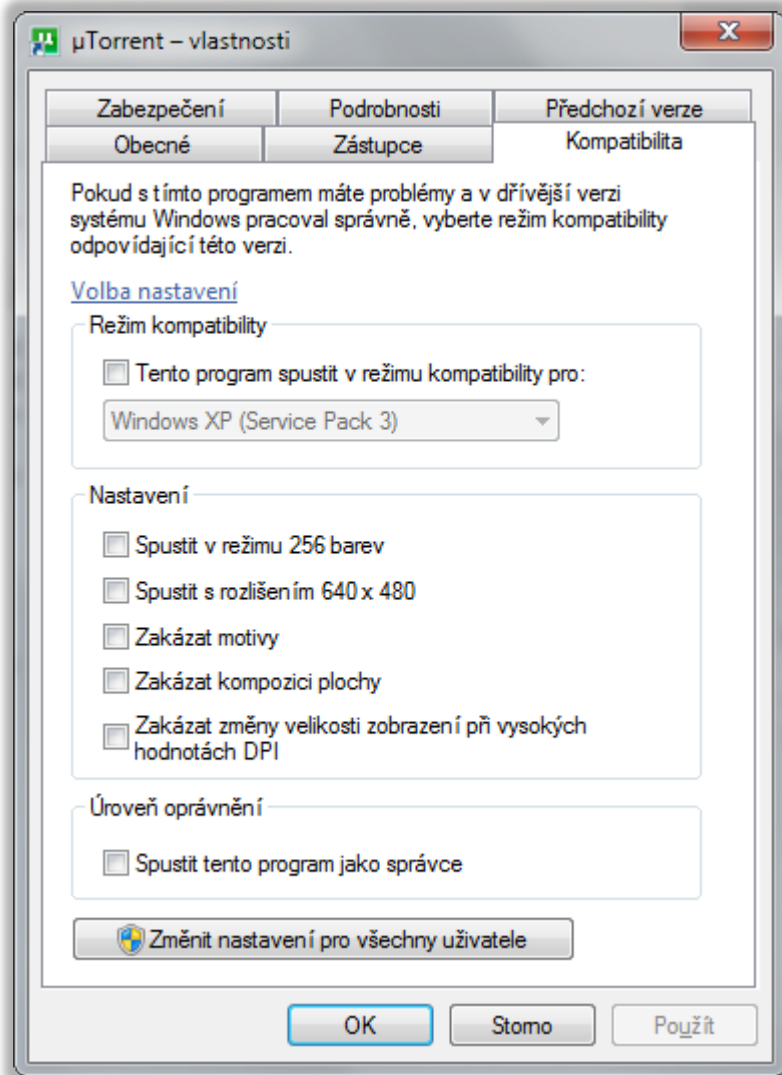 µTorrent – vlastnosti
Zabezpečení
Podrobnosti
Předchozí verze
Obecné
Zástupce
Kompatibilita
Pokud s tímto programem máte problémy a v dřívější verzi
systému Windows pracoval správně, vyberte režim kompatibility
odpovídající této verzi.
Volba nastavení
Režim kompatibility
Tento program spustit v režimu kompatibility pro:
Windows XP (Service Pack 3)
Nastavení
Spustit v režimu 256 barev
Spustit s rozlišením 640 x 480
Zakázat motivy
Zakázat kompozici plochy
Zakázat změny velikosti zobrazení při vysokých
hodnotách DPI
Úroveň oprávnění
Spustit tento program jako správce
Změnit nastavení pro všechny uživatele
OK
Storno
Použít